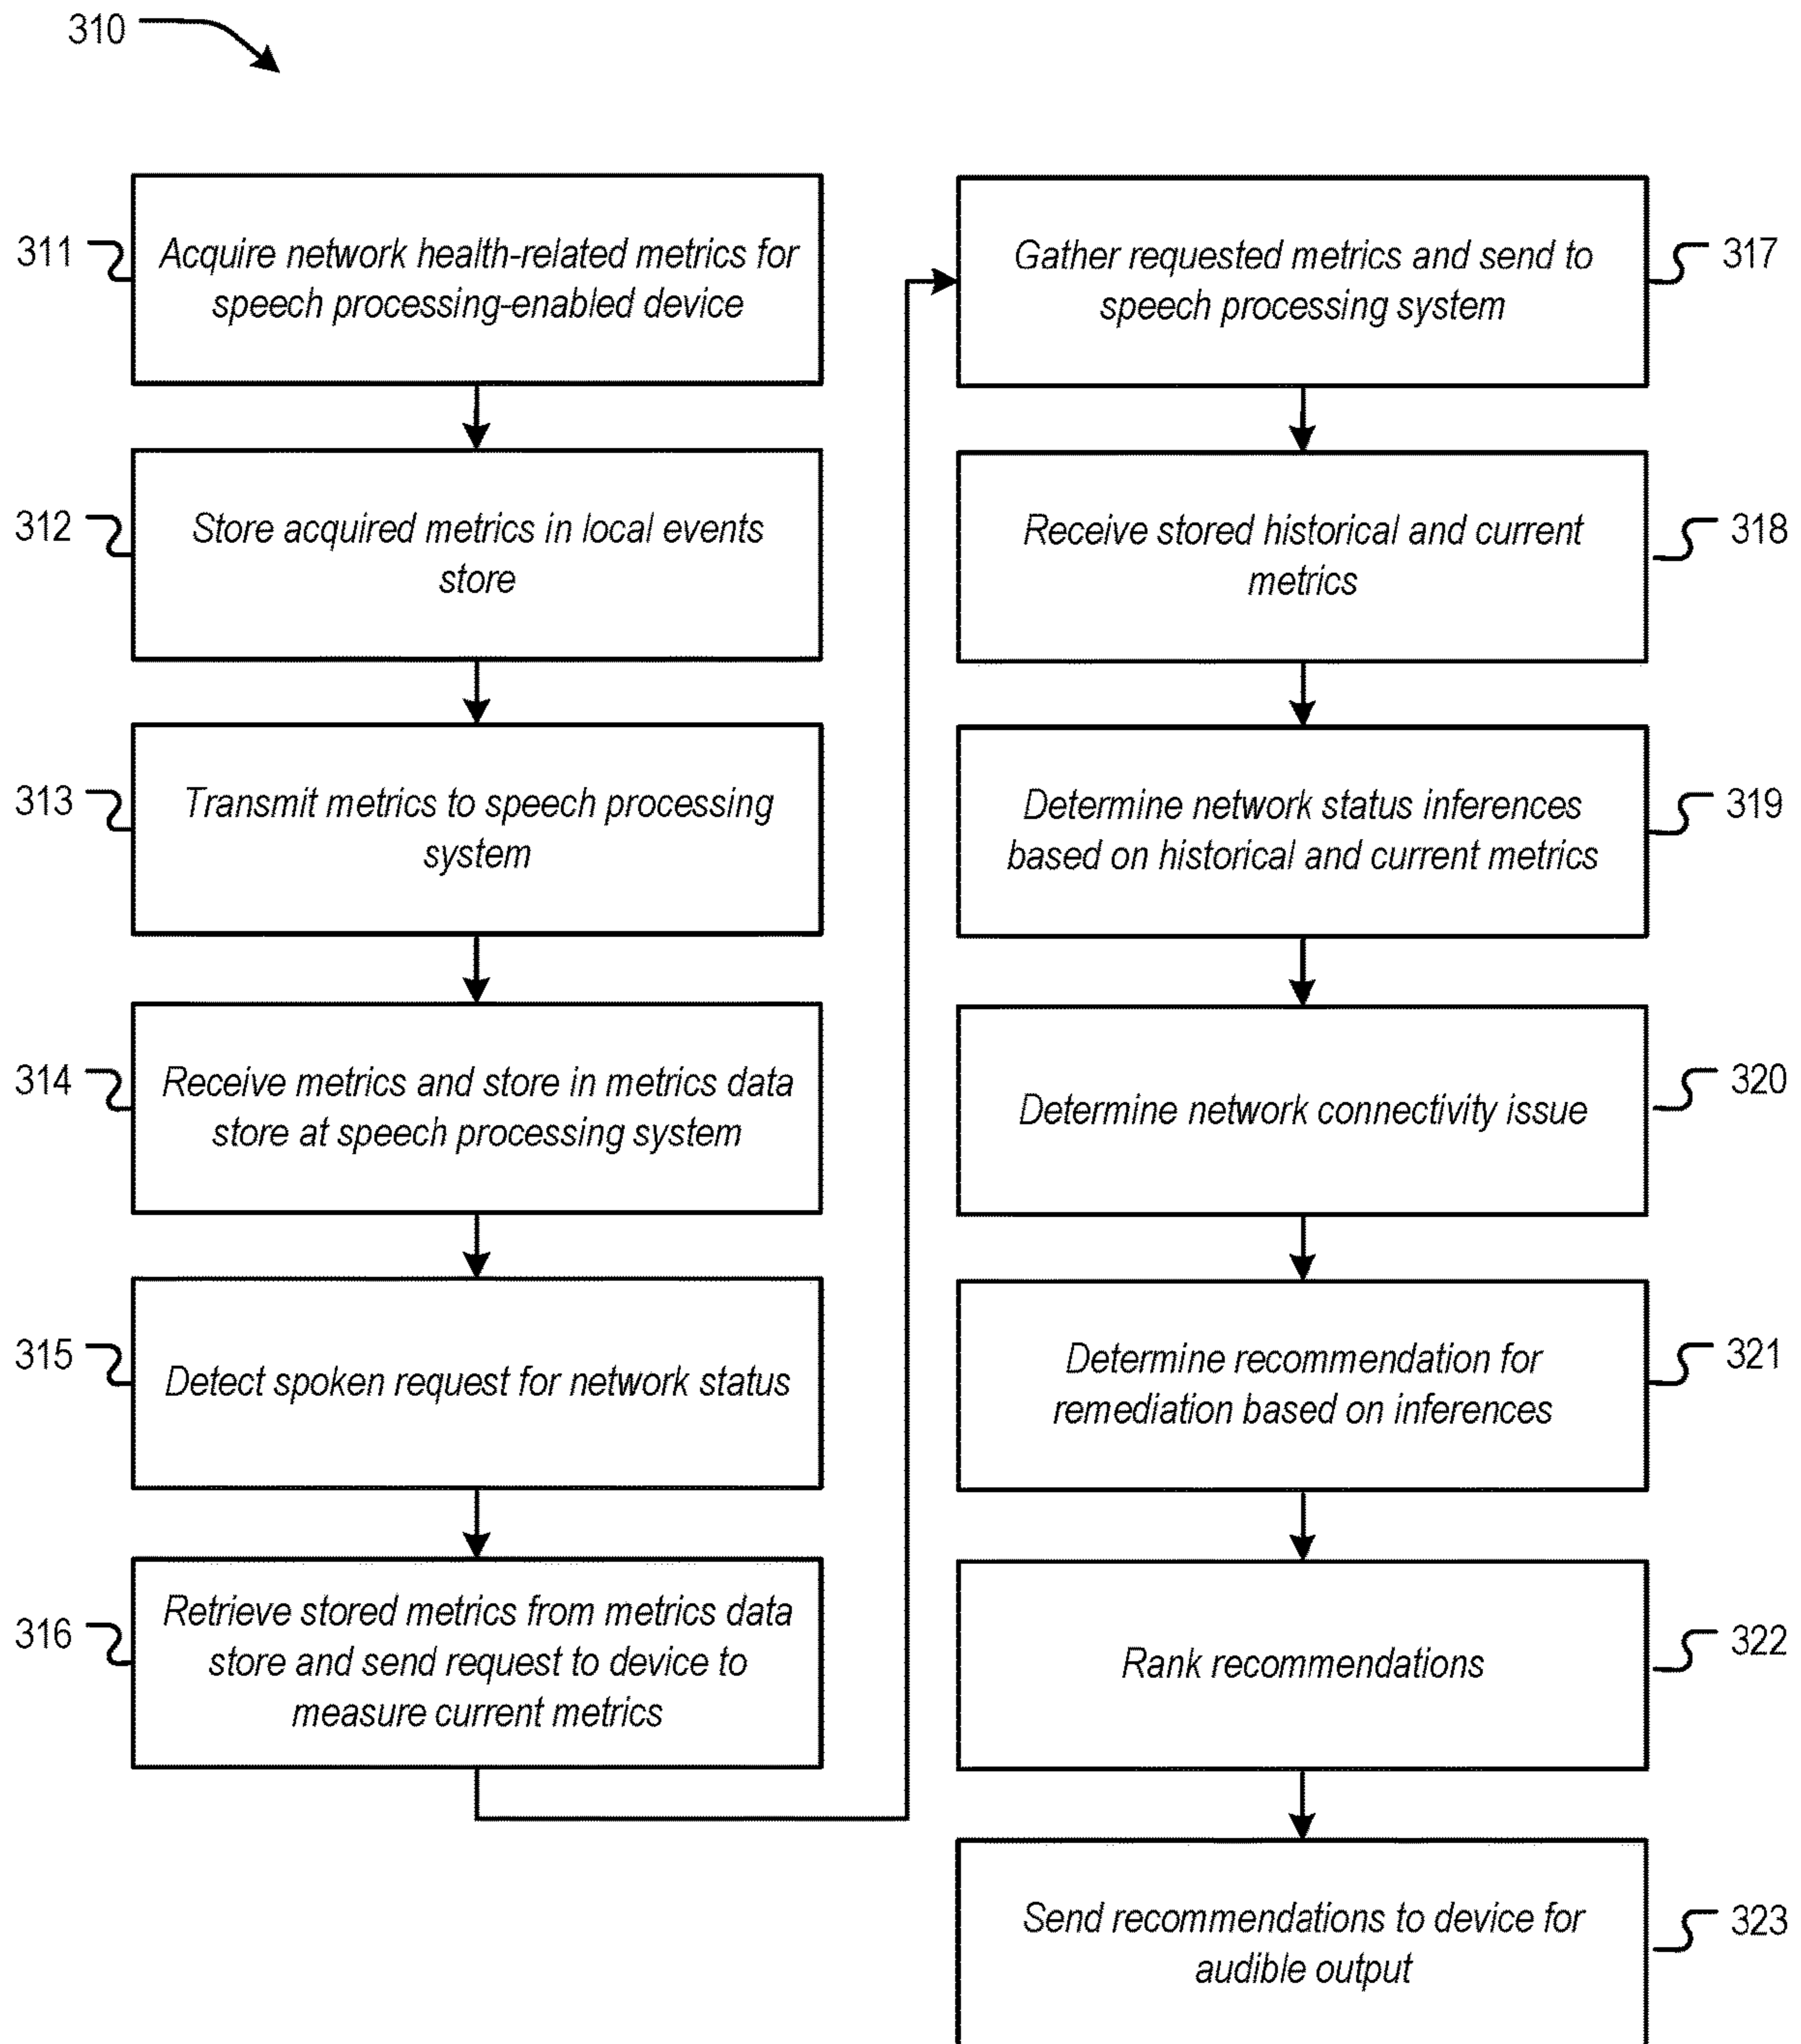 310
311
Acquire network health-related metrics for
speech processing-enabled device
312
Store acquired metrics in local events
store
313
Transmit metrics to speech processing
system
314
Receive metrics and store in metrics data
store at speech processing system
315
Detect spoken request for network status
316
Retrieve stored metrics from metrics data
store and send request to device to
measure current metrics
Gather requested metrics and send to
speech processing system
317
Receive stored historical and current
metrics
318
Determine network status inferences
based on historical and current metrics
319
Determine network connectivity issue
320
Determine recommendation for
remediation based on inferences
321
Rank recommendations
322
Send recommendations to device for
audible output
323